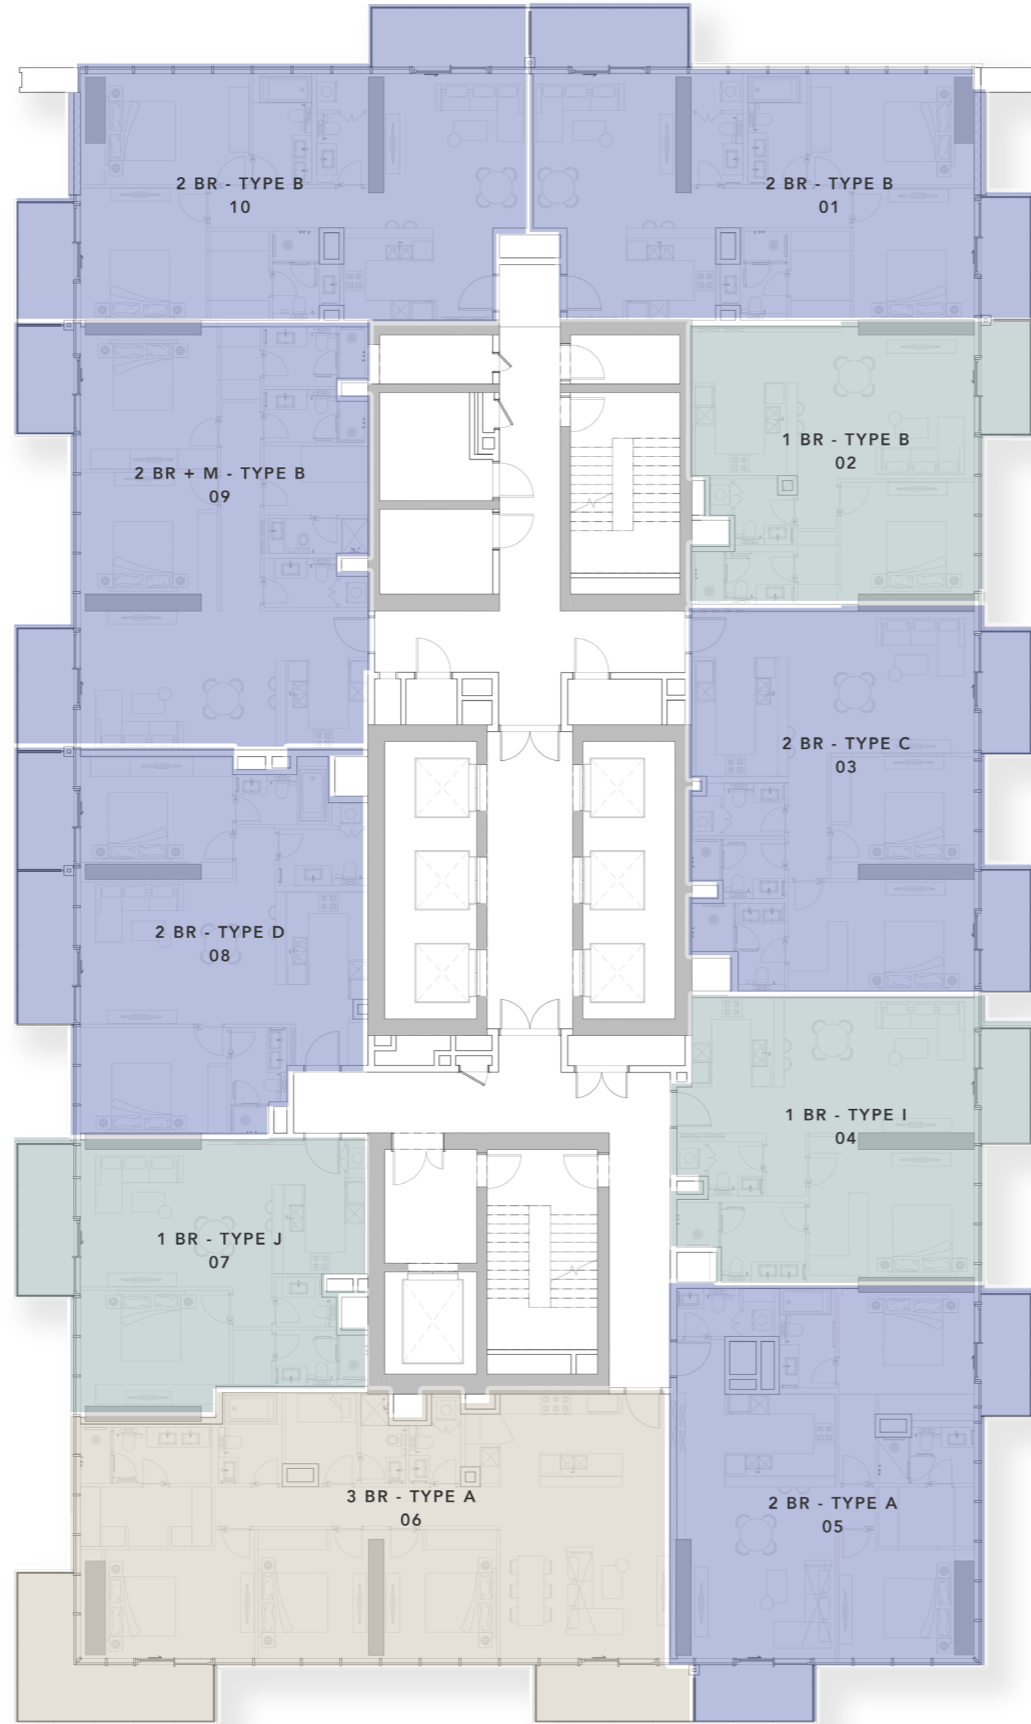 2 BR - TYPE B
10
2 BR - TYPE B
01
1 BR - TYPE B
02
2 BR + M - TYPE B
09
2 BR - TYPE C
03
2 BR - TYPE D
08
1 BR - TYPE I
04
1 BR - TYPE J
07
3 BR - TYPE A
06
2 BR - TYPE A
05